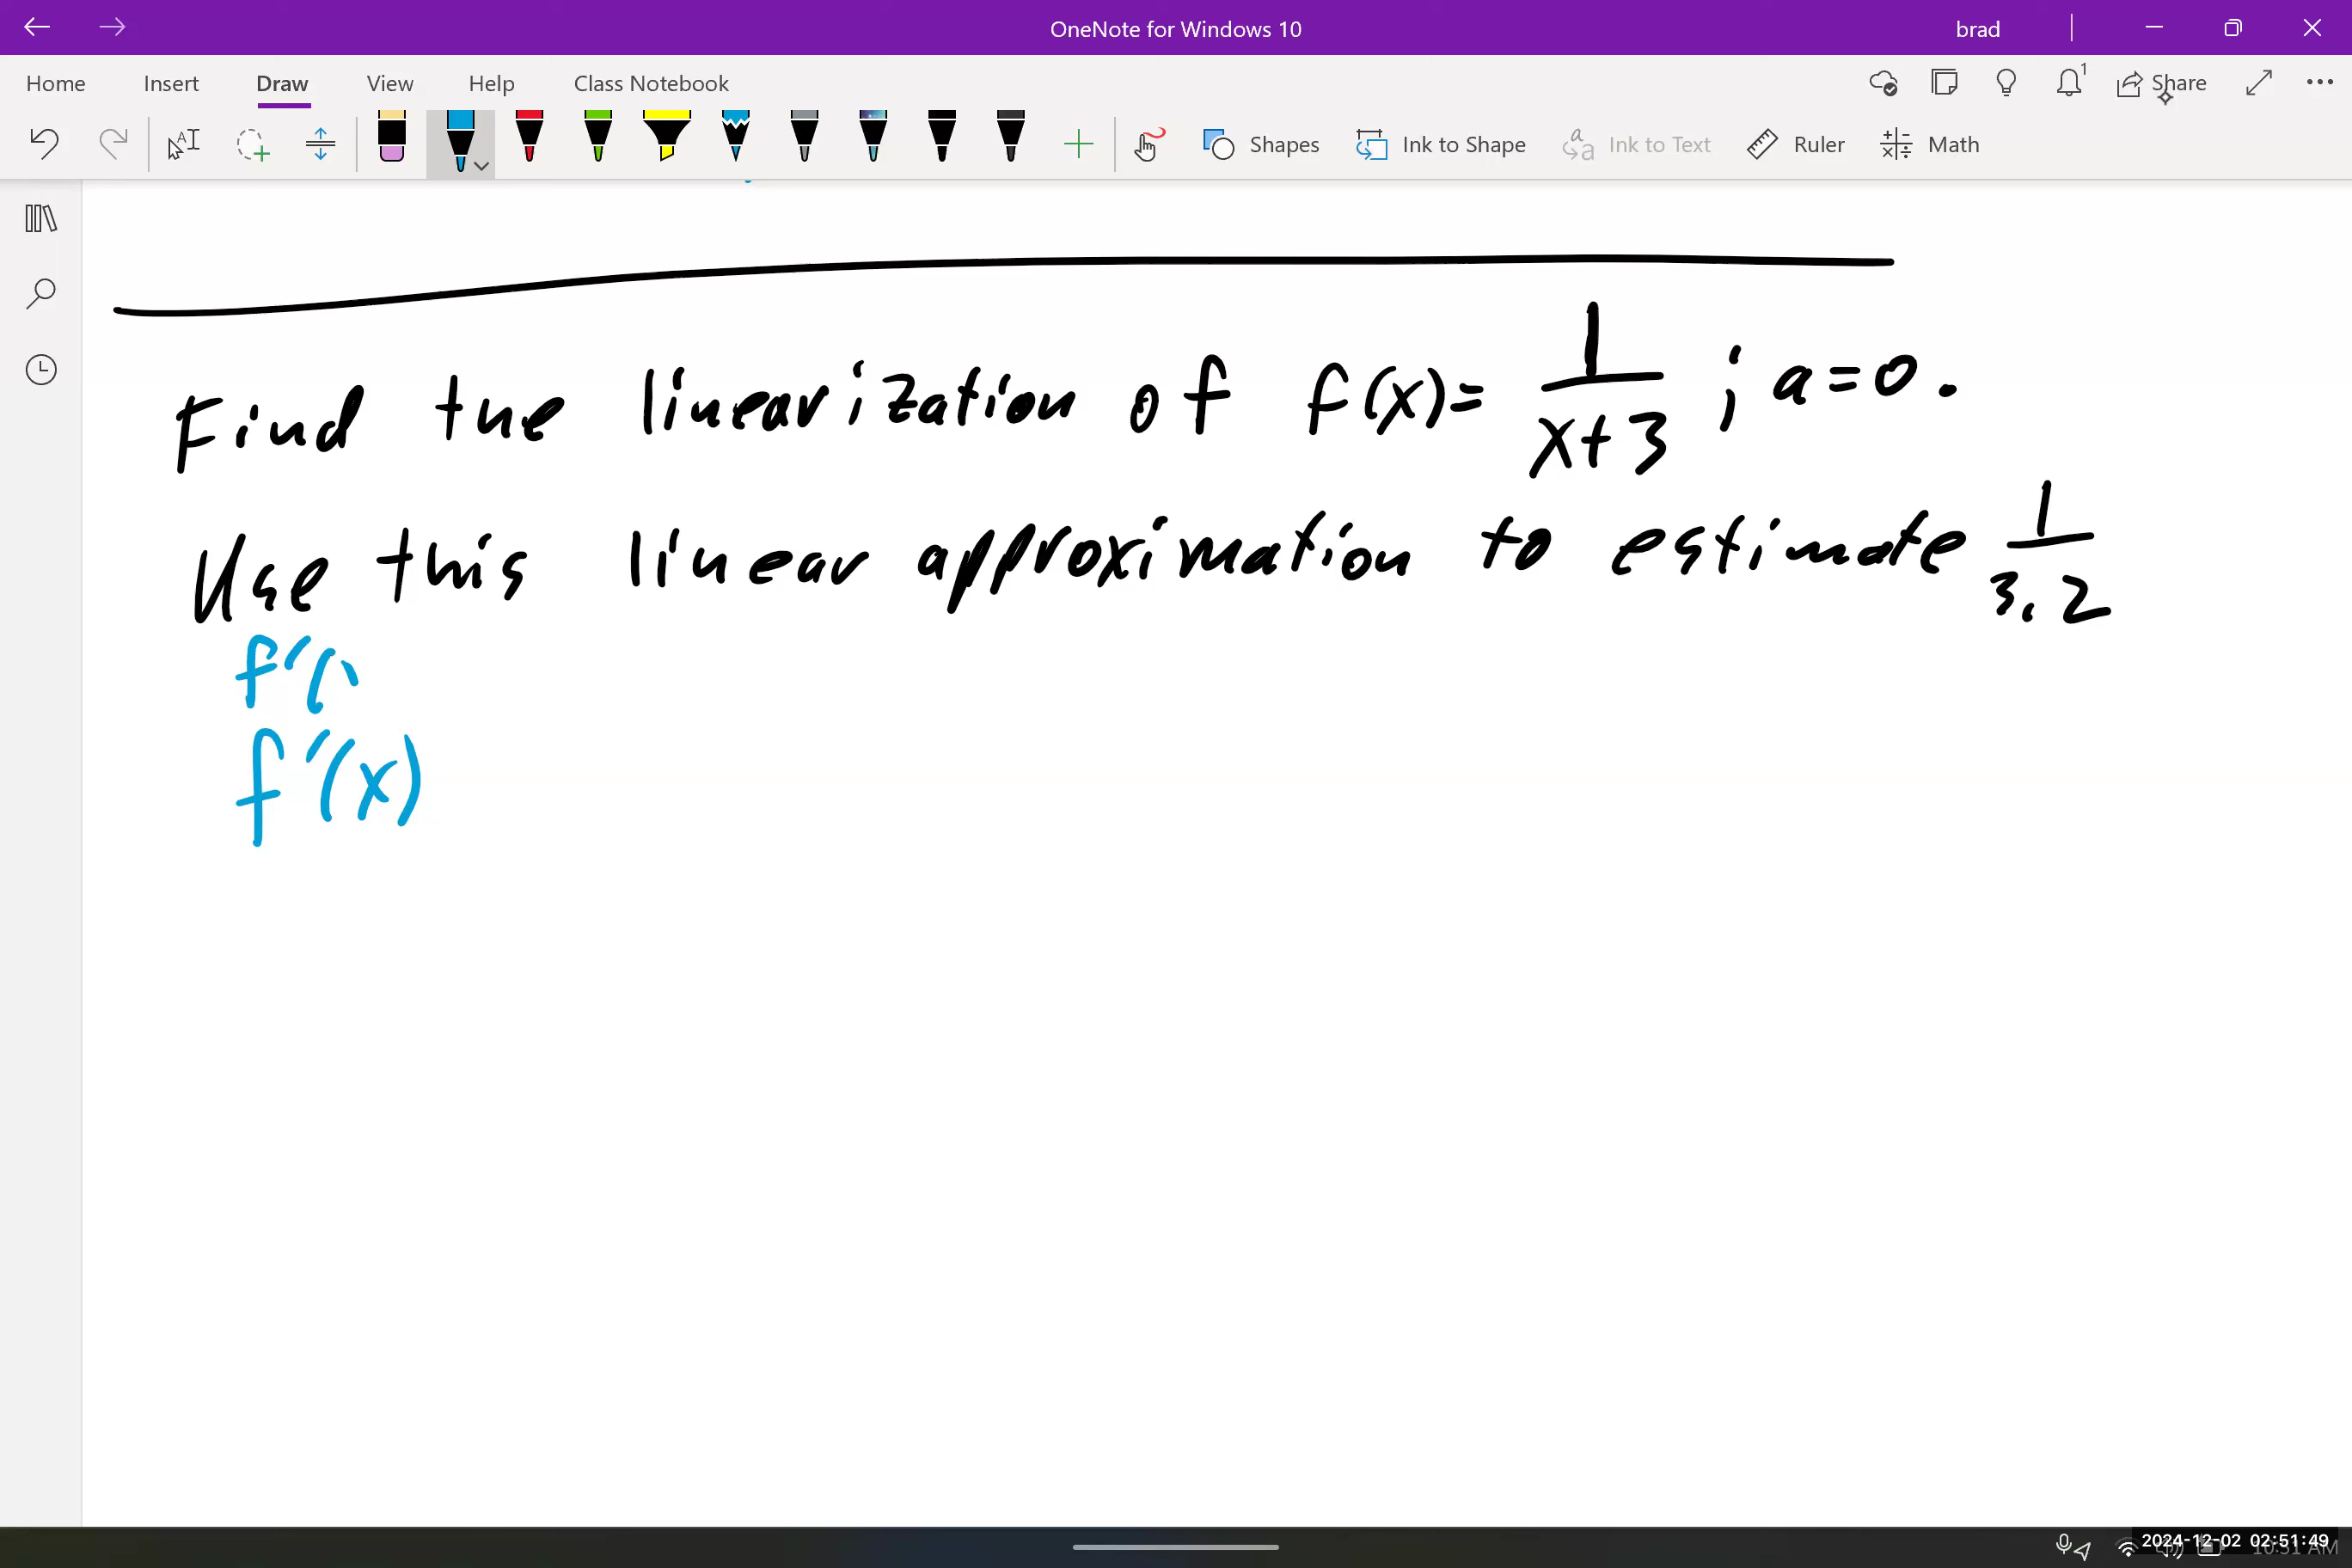 OneNote for Windows 10
brad
Home Insert Draw View Help Class Notebook
1
Share
Shapes Ink to Shape Ink to Text Ruler Math
Find the linearization of f(x)= 1/(x+3) ; a=0.
Use this linear approximation to estimate 1/3.2
f'(
f'(x)
2024-12-02 02:51:49